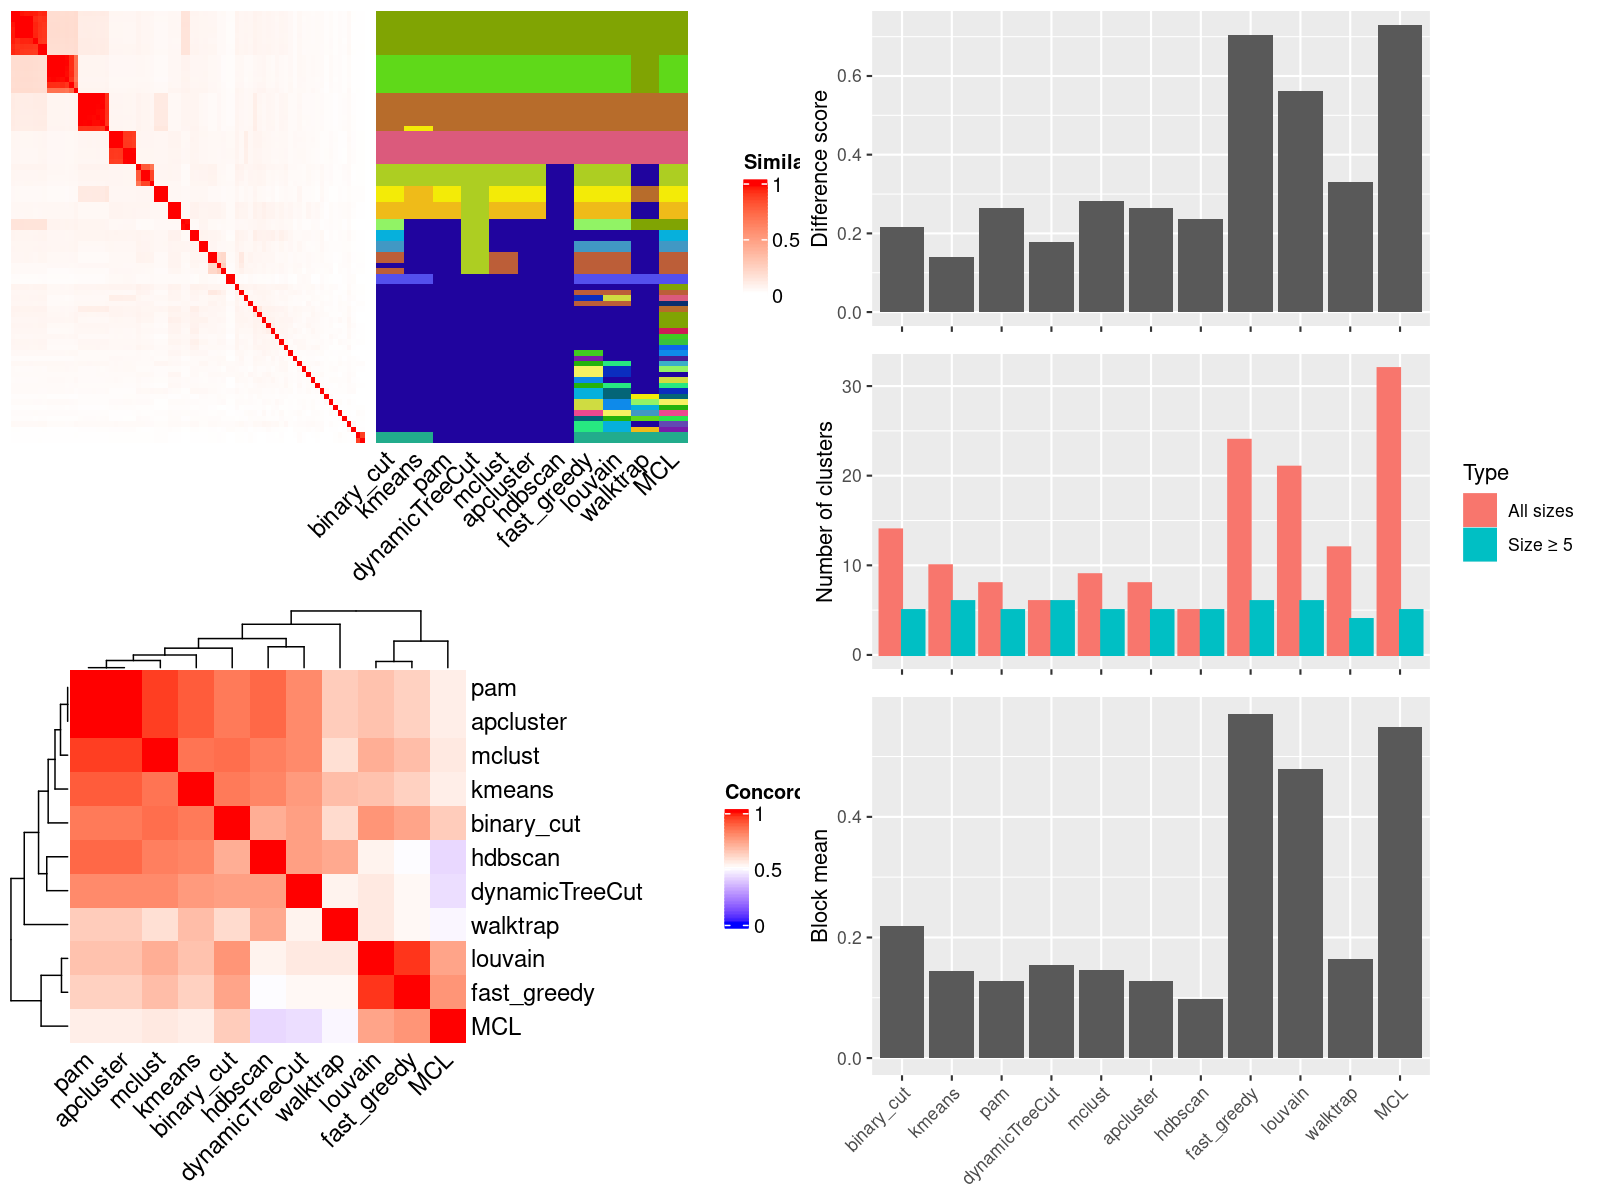 Simila
1
0.5
0
binary_cut
kmeans
pam
dynamicTreeCut
mclust
apcluster
hdbscan
fast_greedy
louvain
walktrap
MCL
pam
apcluster
mclust
kmeans
binary_cut
hdbscan
dynamicTreeCut
walktrap
louvain
fast_greedy
MCL
Concord
1
0.5
0
pam
apcluster
mclust
kmeans
binary_cut
hdbscan
dynamicTreeCut
walktrap
louvain
fast_greedy
MCL
Difference score
0.6
0.4
0.2
0.0
Number of clusters
30
20
10
0
Type
All sizes
Size ≥ 5
Block mean
0.4
0.2
0.0
binary_cut
kmeans
pam
dynamicTreeCut
mclust
apcluster
hdbscan
fast_greedy
louvain
walktrap
MCL